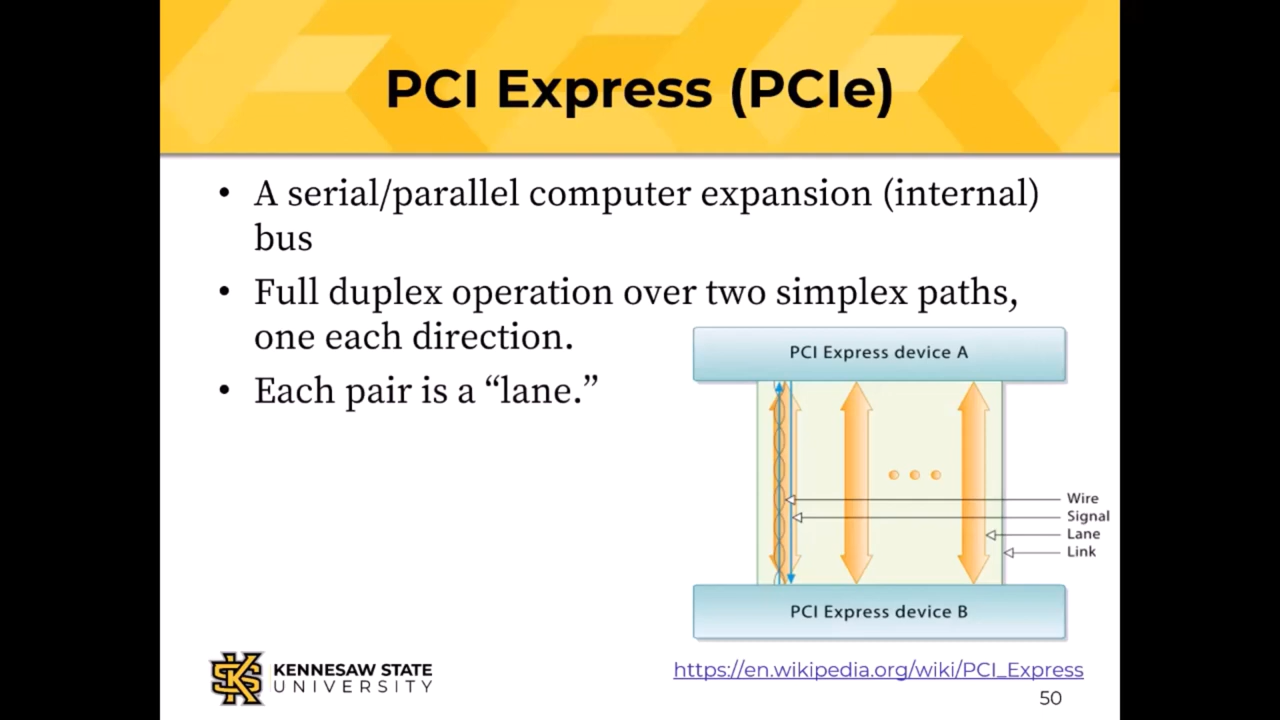 PCI Express (PCIe)
• A serial/parallel computer expansion (internal)
bus
• Full duplex operation over two simplex paths,
one each direction.
• Each pair is a “lane.”
PCI Express device A
Wire
Signal
Lane
Link
PCI Express device B
KENNESAW STATE
UNIVERSITY
https://en.wikipedia.org/wiki/PCI_Express
50